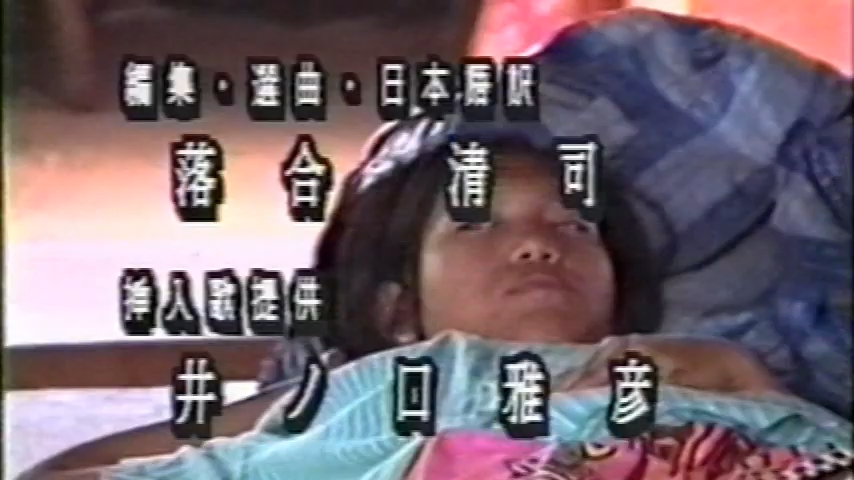 編集・選曲・日本語訳
落合清司
挿入歌提供
井ノ口雅彦